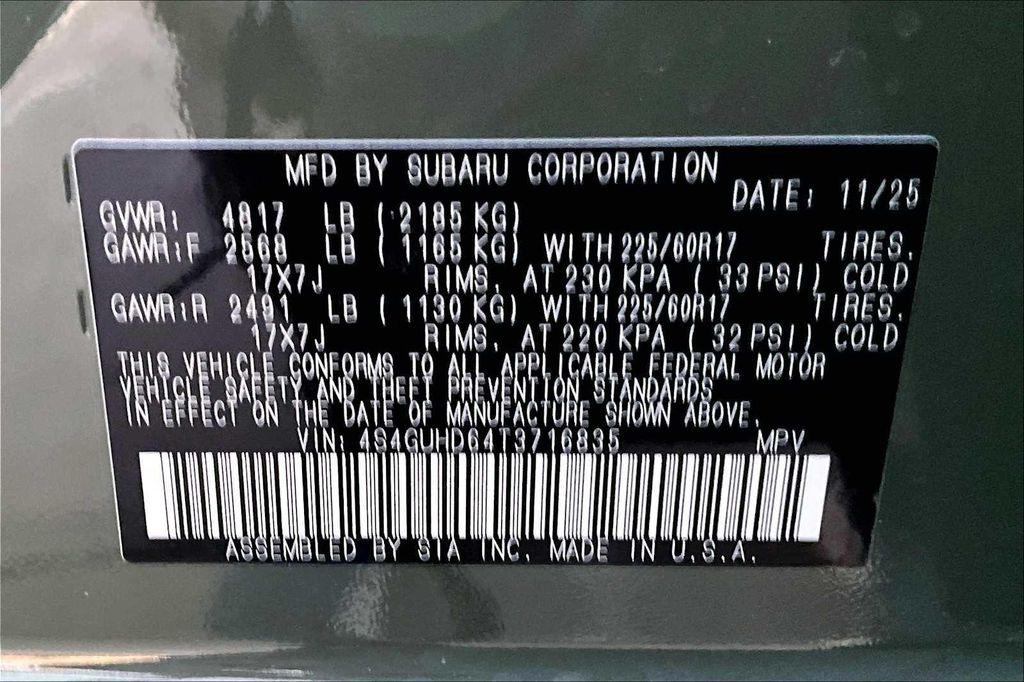 MFD BY SUBARU CORPORATION
DATE: 11/25
GVWR: 4817 LB (2185 KG)
GAWR:F 2568 LB (1165 KG) WITH 225/60R17 TIRES.
17X7J RIMS, AT 230 KPA (33 PSI) COLD
GAWR:R 2491 LB (1130 KG) WITH 225/60R17 TIRES.
17X7J RIMS, AT 220 KPA (32 PSI) COLD
THIS VEHICLE CONFORMS TO ALL APPLICABLE FEDERAL MOTOR
VEHICLE SAFETY AND THEFT PREVENTION STANDARDS
IN EFFECT ON THE DATE OF MANUFACTURE SHOWN ABOVE.
VIN: 4S4GUHD64T3716835 MPV
ASSEMBLED BY SIA INC. MADE IN U.S.A.